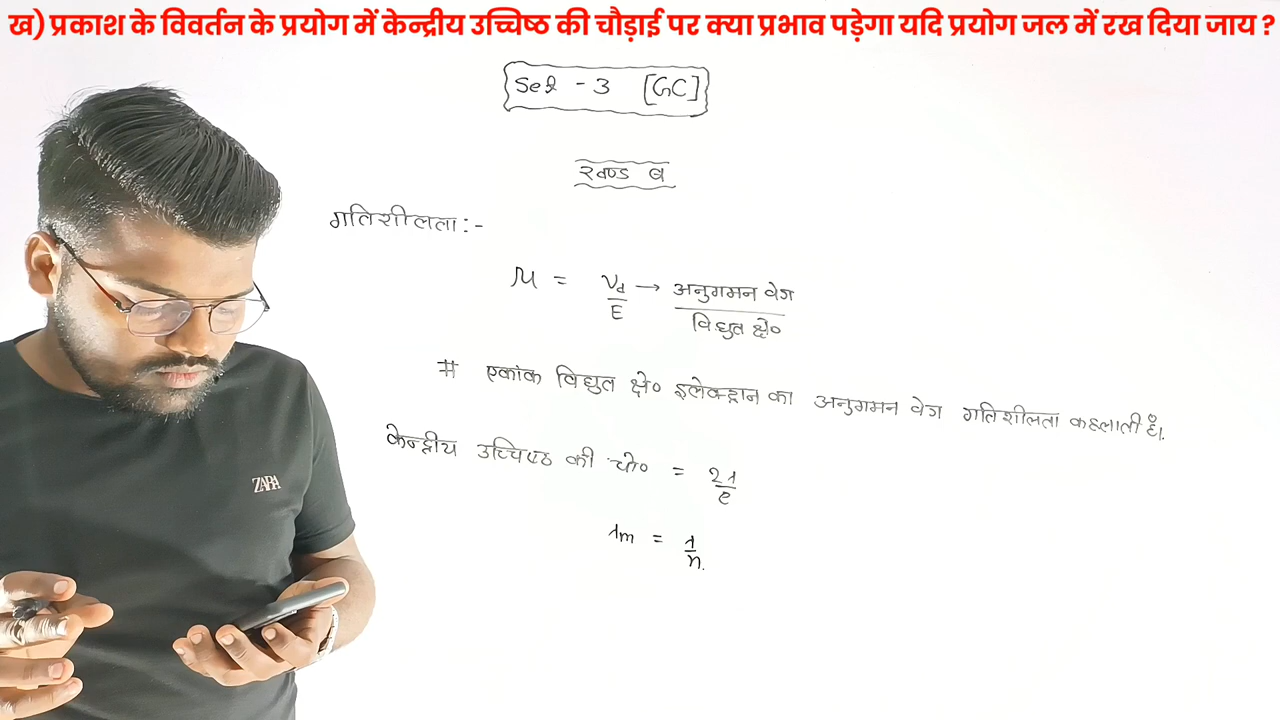 ख) प्रकाश के विवर्तन के प्रयोग में केन्द्रीय उच्चिष्ठ की चौड़ाई पर क्या प्रभाव पड़ेगा यदि प्रयोग जल में रख दिया जाय ?
Set - 3 [GC]
खण्ड ब
गतिशीलता:-
μ = Vd/E → अनुगमन वेग/विधुत क्षे०
# एकांक विधुत क्षे० इलेक्ट्रान का अनुगमन वेग गतिशीलता कहलाती है।
केन्द्रीय उच्चिष्ठ की चौ० = 2λ/e
λm = λ/n.
ZARA